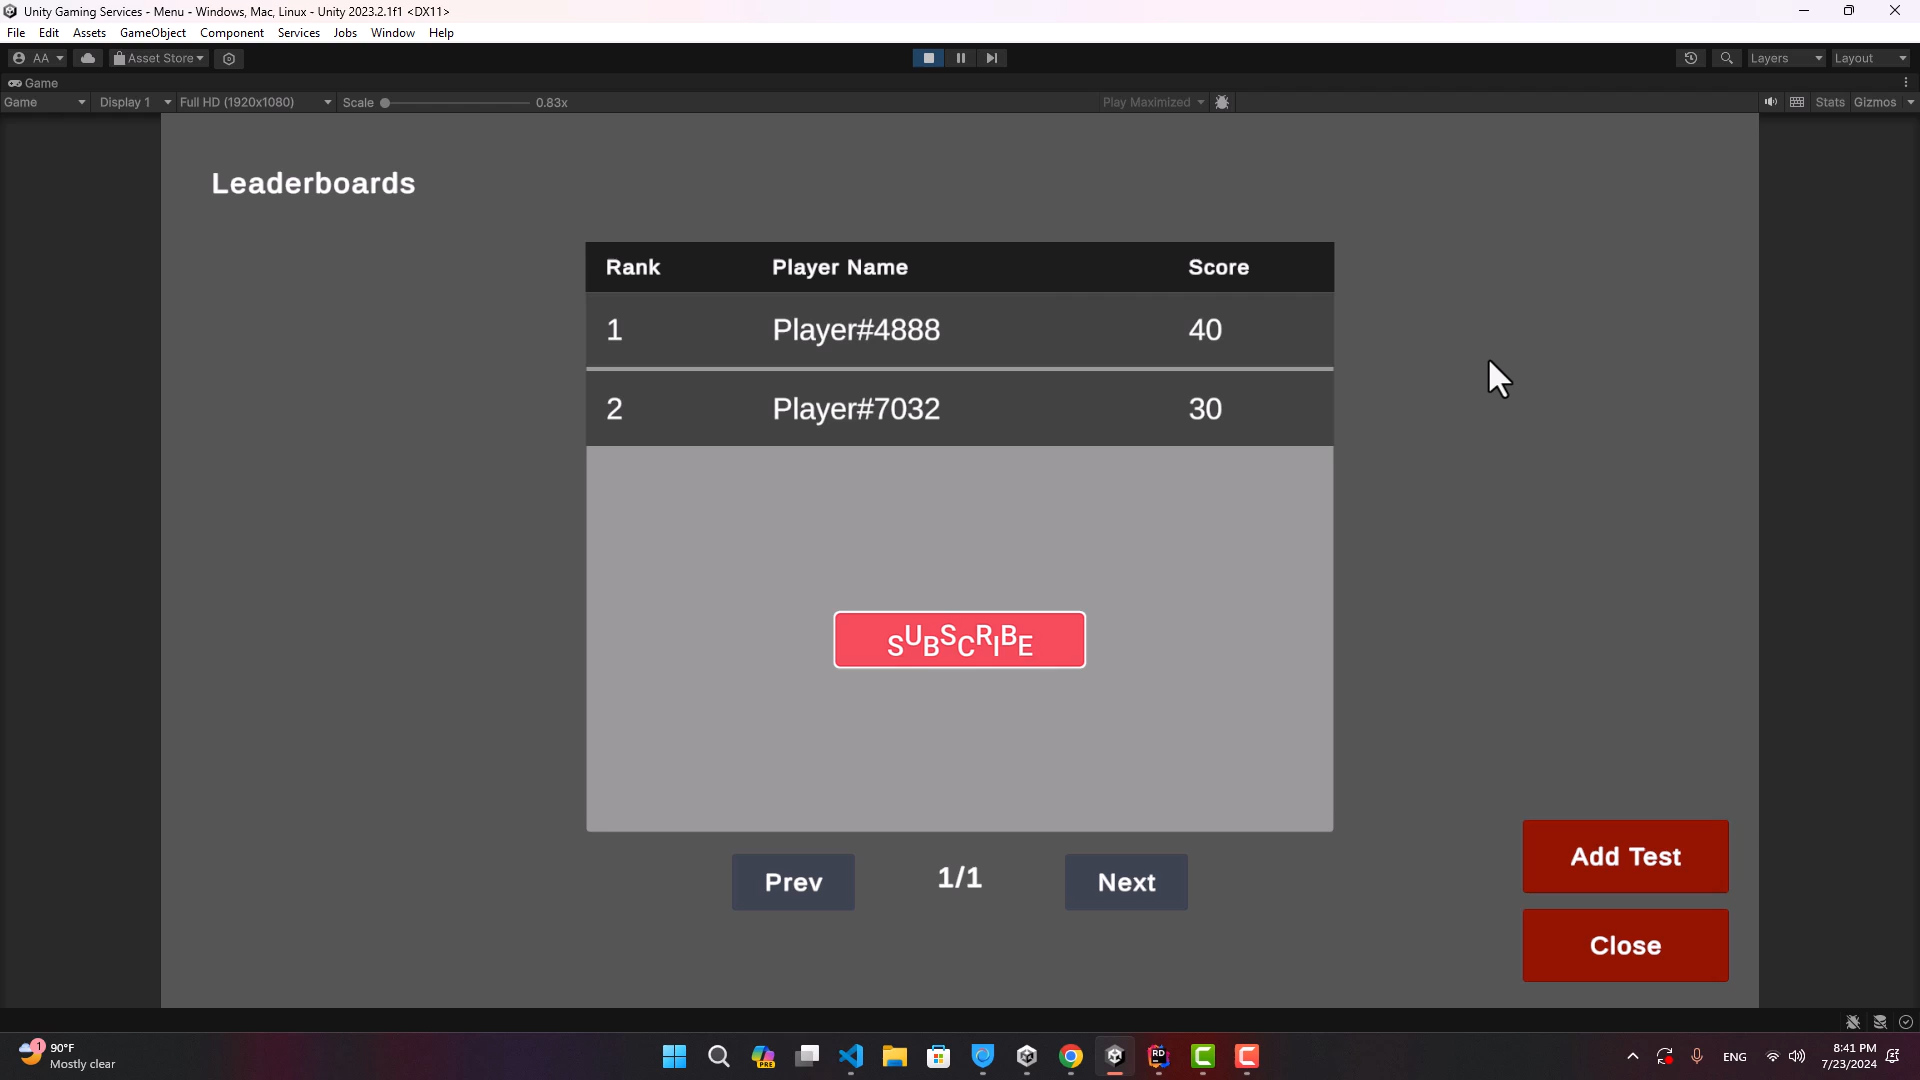 Unity Gaming Services - Menu - Windows, Mac, Linux - Unity 2023.2.1f1 <DX11>
File Edit Assets GameObject Component Services Jobs Window Help
AA Asset Store Layers Layout
Game
Game Display 1 Full HD (1920x1080) Scale 0.83x Play Maximized Stats Gizmos
Leaderboards
Rank Player Name Score
1 Player#4888 40
2 Player#7032 30
SUBSCRIBE
Prev 1/1 Next
Add Test
Close
1 90°F
Mostly clear
PRE
RD
ENG
8:41 PM
7/23/2024